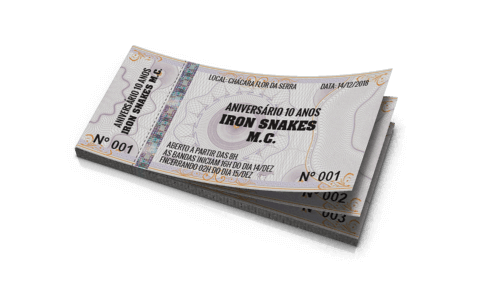 ANIVERSÁRIO 10 ANOS
IRON SNAKES M.C.
Nº 001
LOCAL: CHÁCARA FLOR DA SERRA
DATA: 14/12/2018
ANIVERSÁRIO 10 ANOS
IRON SNAKES
M.C.
ABERTO A PARTIR DAS 8H
AS BANDAS INICIAM 16H DO DIA 14/DEZ
ENCERRANDO 02H DO DIA 15/DEZ
Nº 001
Nº 002
Nº 003